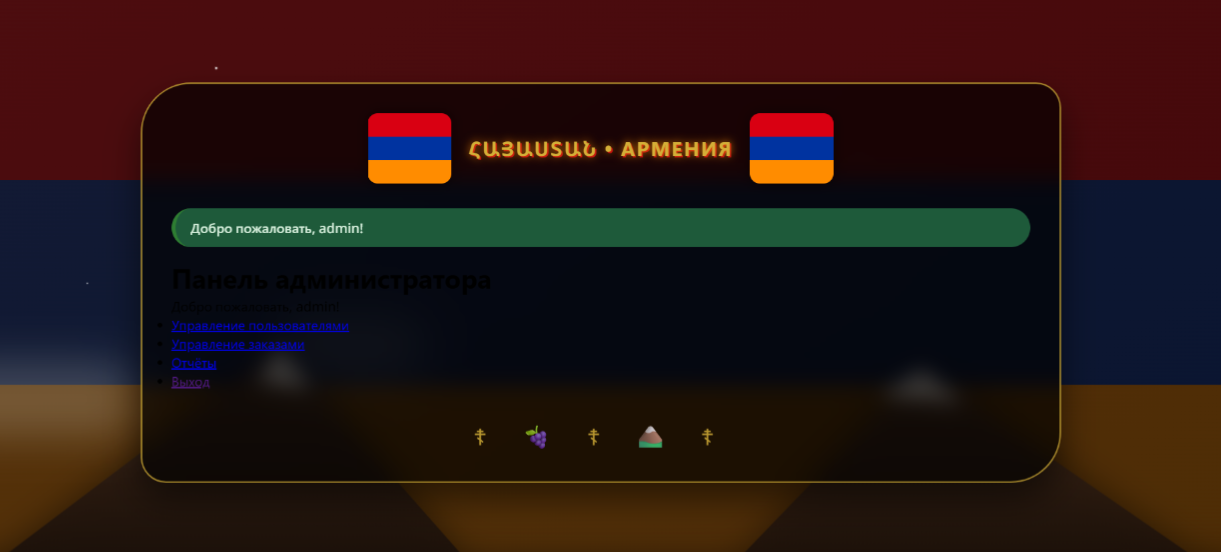 ՀԱՅԱՍՏԱՆ • АРМЕНИЯ
Добро пожаловать, admin!
Панель администратора
Добро пожаловать, admin!
Управление пользователями
Управление заказами
Отчёты
Выход